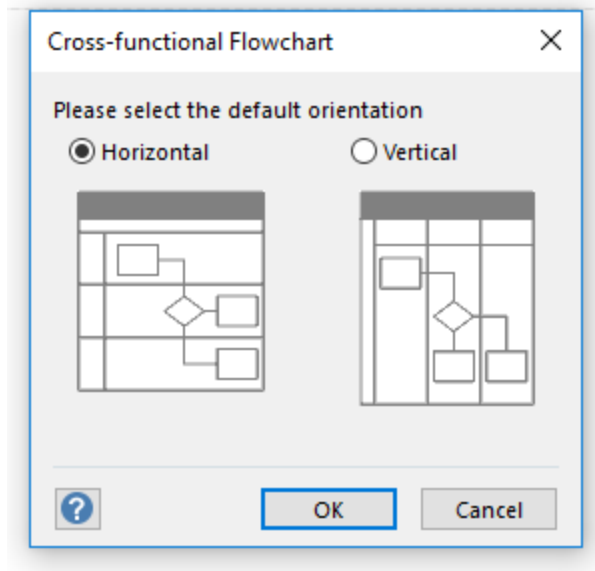 Cross-functional Flowchart
Please select the default orientation
Horizontal Vertical
? OK Cancel